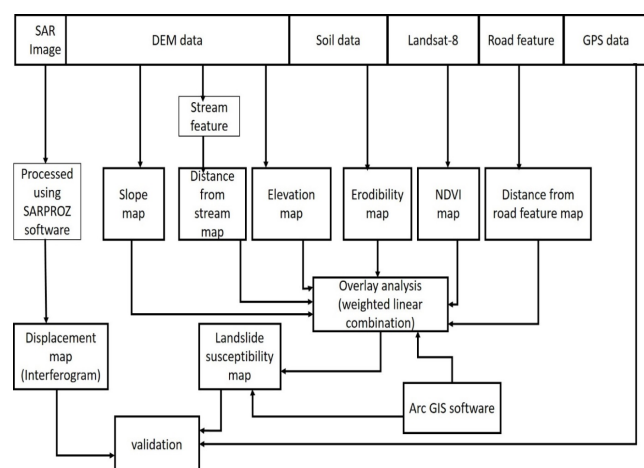 SAR
Image
DEM data
Soil data
Landsat-8
Road feature
GPS data
Stream
feature
Processed
using
SARPROZ
software
Slope
map
Distance
from
stream
map
Elevation
map
Erodibility
map
NDVI
map
Distance from
road feature map
Overlay analysis
(weighted linear
combination)
Displacement
map
(Interferogram)
Landslide
susceptibility
map
Arc GIS software
validation